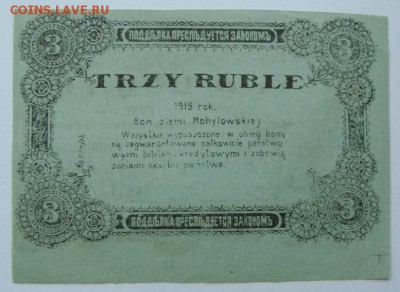 COINS.LAVE.RU
3 ПОДДѢЛКА ПРЕСЛѢДУЕТСЯ ЗАКОНОМЪ 3
TRZY RUBLE
1918 rok.
Bon ziemi Mohylowskiej
Wszystkie wypuszczone w obieg bony
są zagwarantowane całkowicie państwo
wymi biletami kredytowymi i zobowią
zaniami skarbu państwa.
3 ПОДДѢЛКА ПРЕСЛѢДУЕТСЯ ЗАКОНОМЪ 3